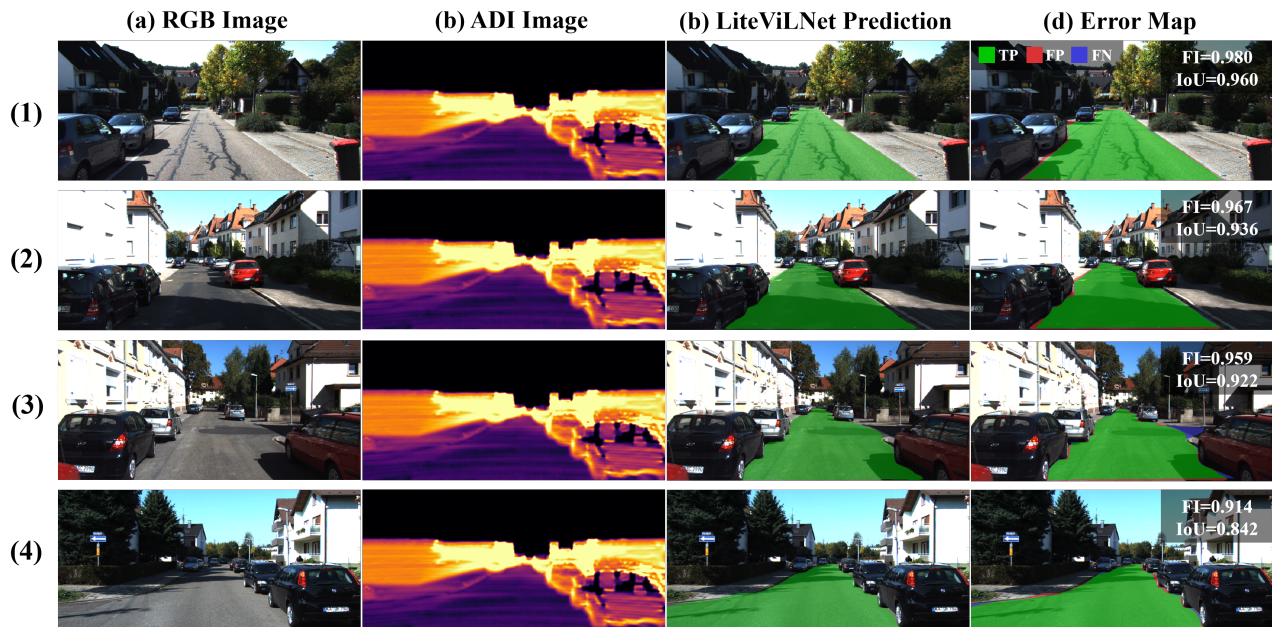 (a) RGB Image (b) ADI Image (b) LiteViLNet Prediction (d) Error Map
(1)
TP FP FN
FI=0.980
IoU=0.960
(2)
FI=0.967
IoU=0.936
(3)
FI=0.959
IoU=0.922
(4)
FI=0.914
IoU=0.842